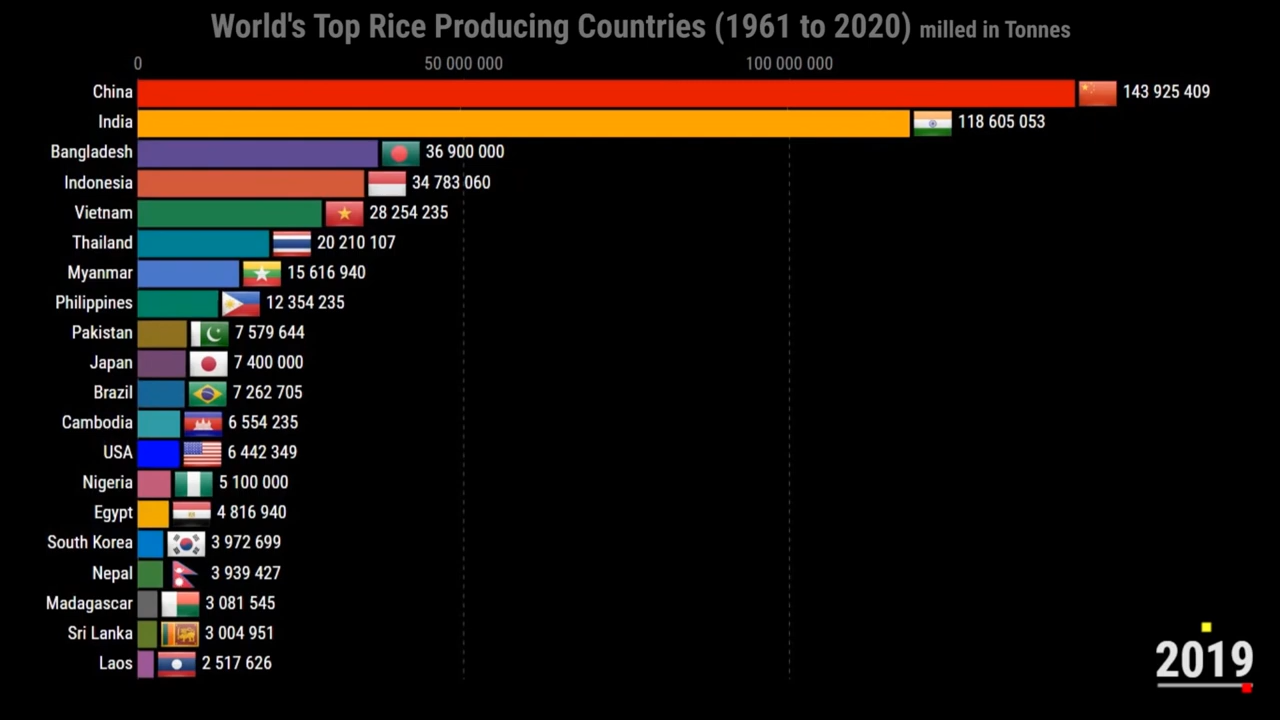 World's Top Rice Producing Countries (1961 to 2020) milled in Tonnes
0 50 000 000 100 000 000
China 143 925 409
India 118 605 053
Bangladesh 36 900 000
Indonesia 34 783 060
Vietnam 28 254 235
Thailand 20 210 107
Myanmar 15 616 940
Philippines 12 354 235
Pakistan 7 579 644
Japan 7 400 000
Brazil 7 262 705
Cambodia 6 554 235
USA 6 442 349
Nigeria 5 100 000
Egypt 4 816 940
South Korea 3 972 699
Nepal 3 939 427
Madagascar 3 081 545
Sri Lanka 3 004 951
Laos 2 517 626
2019